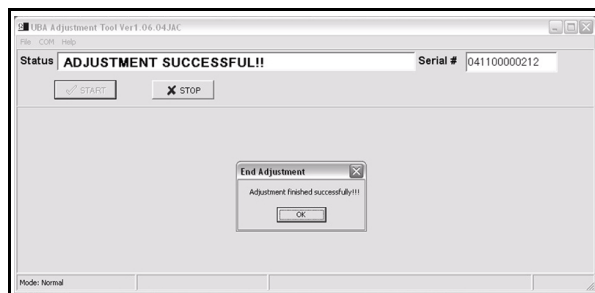 UBA Adjustment Tool Ver1.06.04JAC
File COM Help
Status ADJUSTMENT SUCCESSFUL!! Serial # 041100000212
START STOP
End Adjustment
Adjustment finished successfully!!!
OK
Mode: Normal